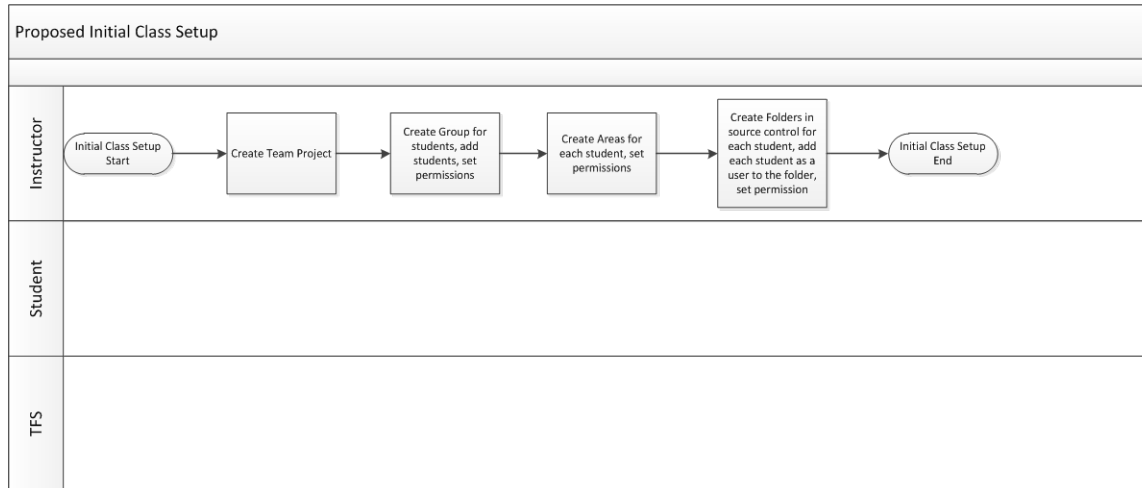 Proposed Initial Class Setup
Instructor
Initial Class Setup
Start
Create Team Project
Create Group for
students, add
students, set
permissions
Create Areas for
each student, set
permissions
Create Folders in
source control for
each student, add
each student as a
user to the folder,
set permission
Initial Class Setup
End
Student
TFS